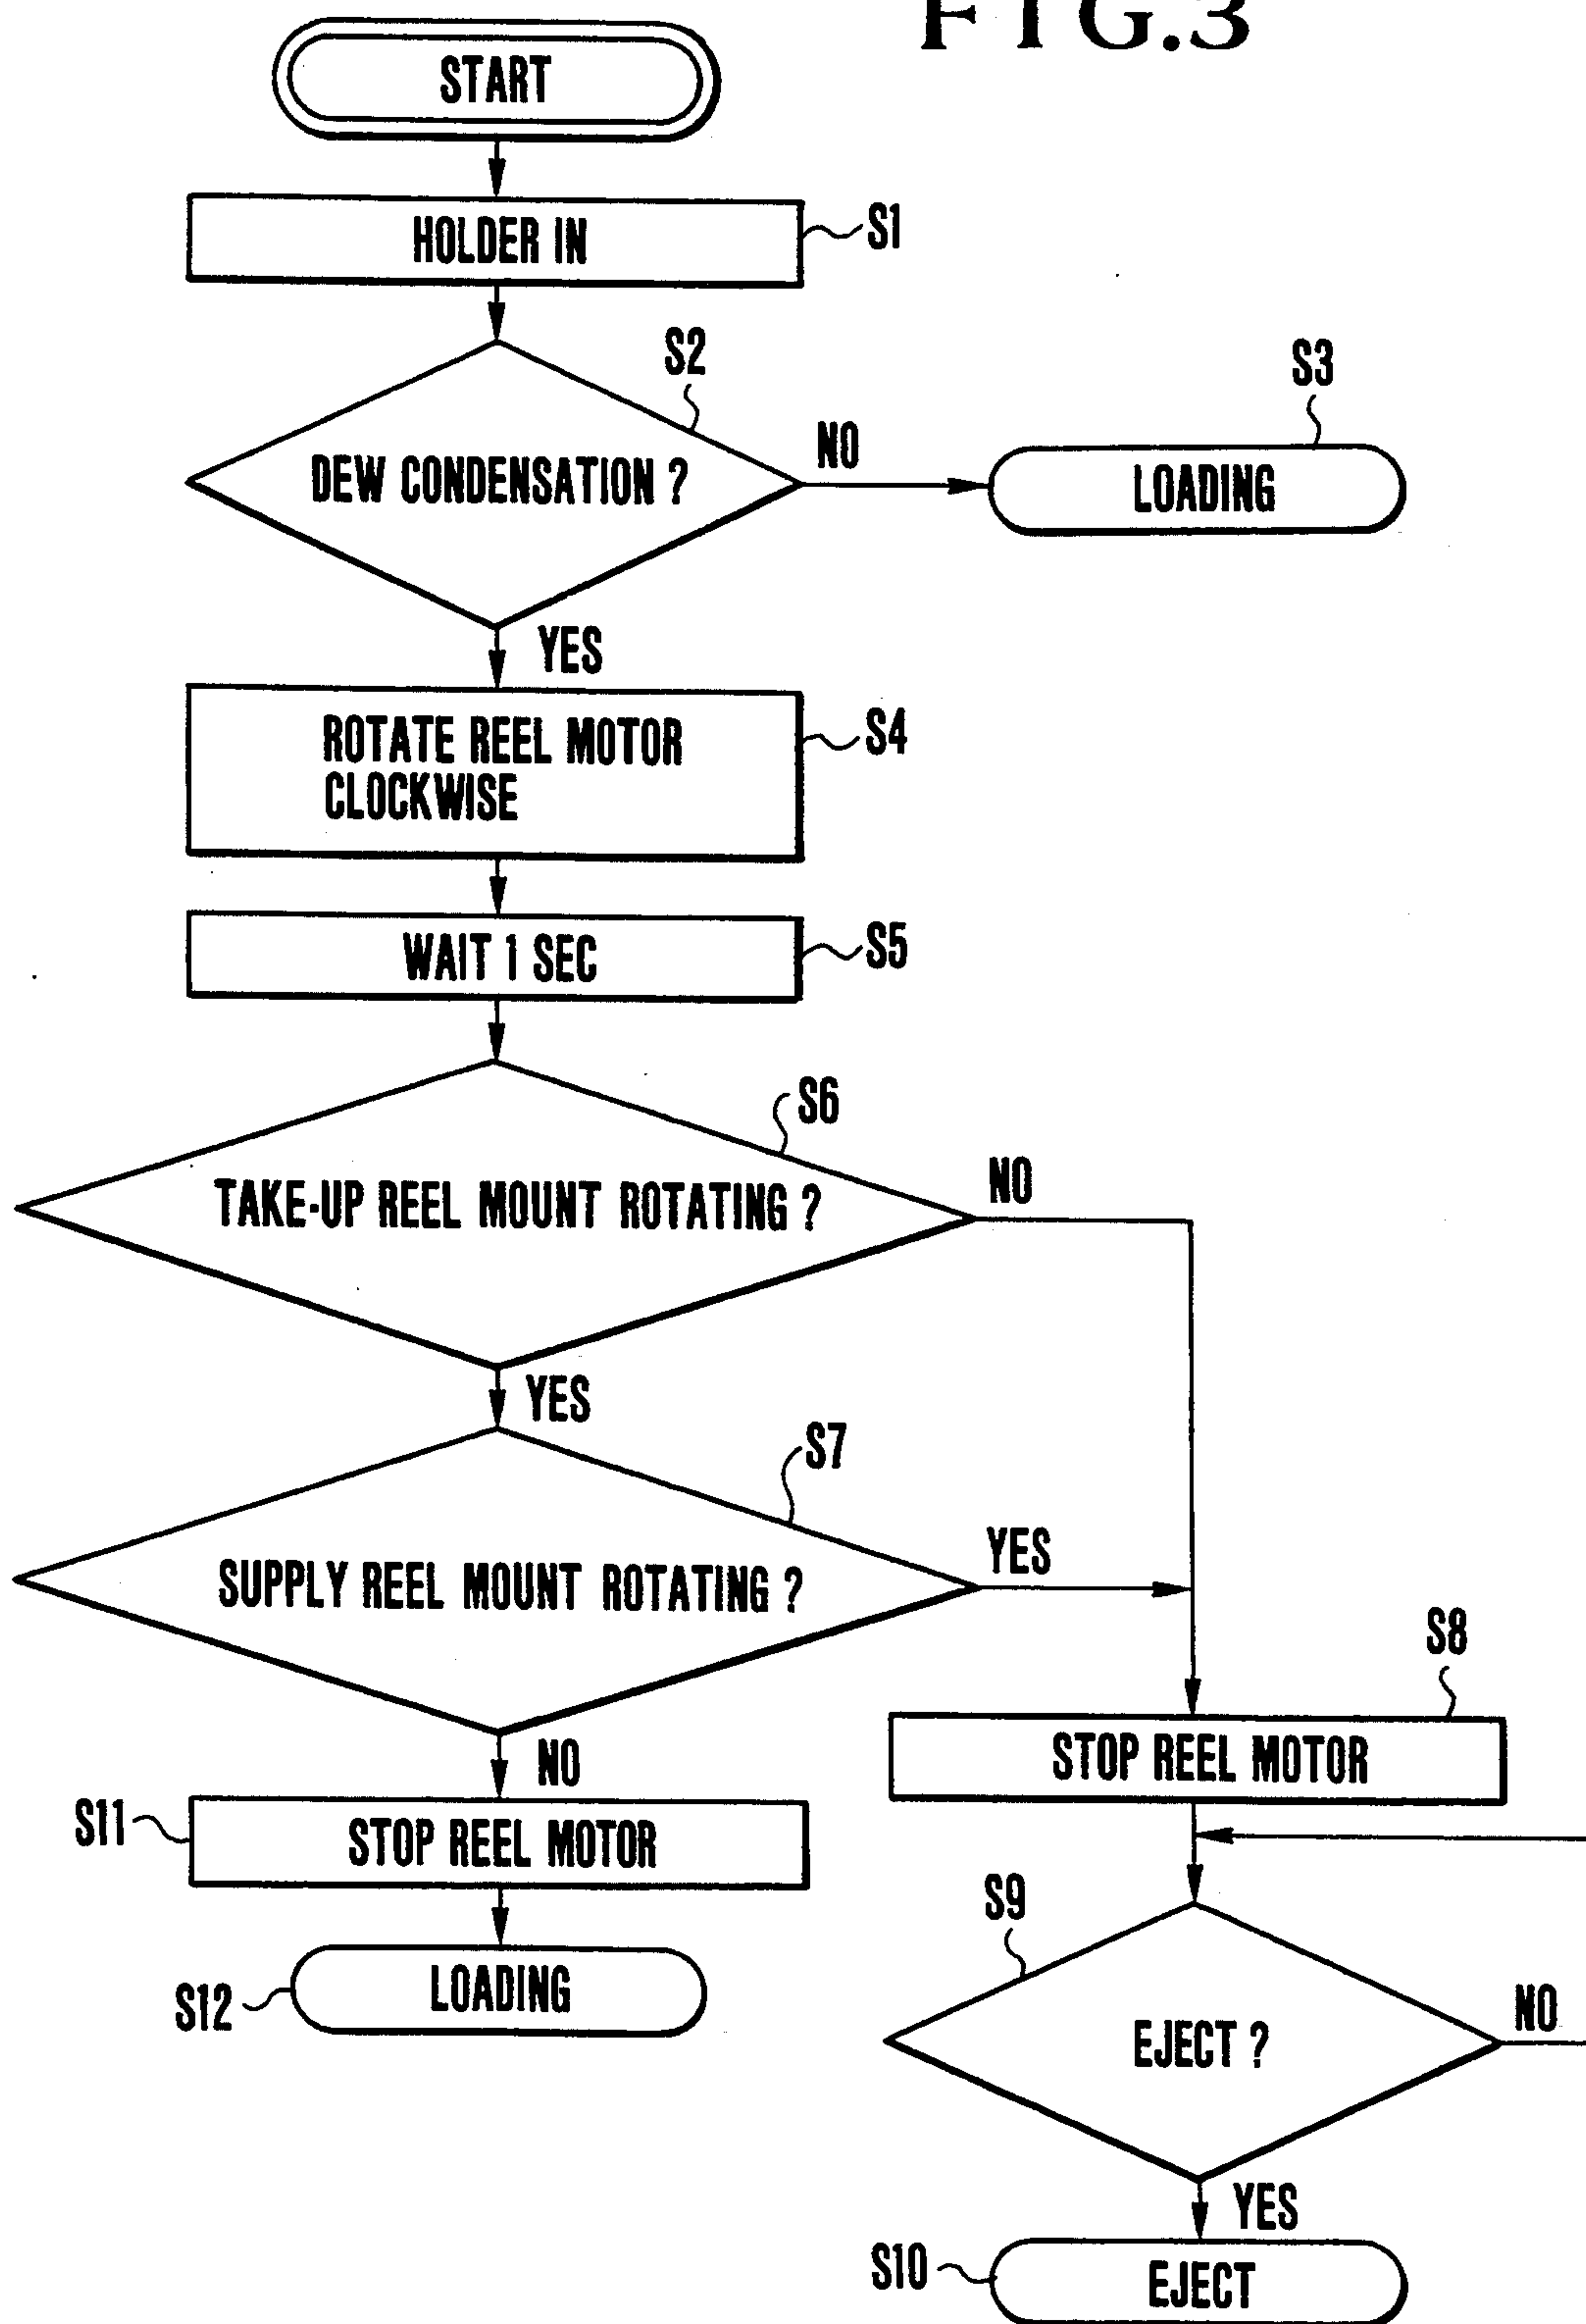 FIG.3
START
HOLDER IN
S1
S2
DEW CONDENSATION ?
NO
S3
LOADING
YES
ROTATE REEL MOTOR
CLOCKWISE
S4
WAIT 1 SEC
S5
S6
TAKE-UP REEL MOUNT ROTATING ?
NO
YES
S7
SUPPLY REEL MOUNT ROTATING ?
YES
S8
STOP REEL MOTOR
NO
S11
STOP REEL MOTOR
S9
EJECT ?
NO
S12
LOADING
YES
S10
EJECT